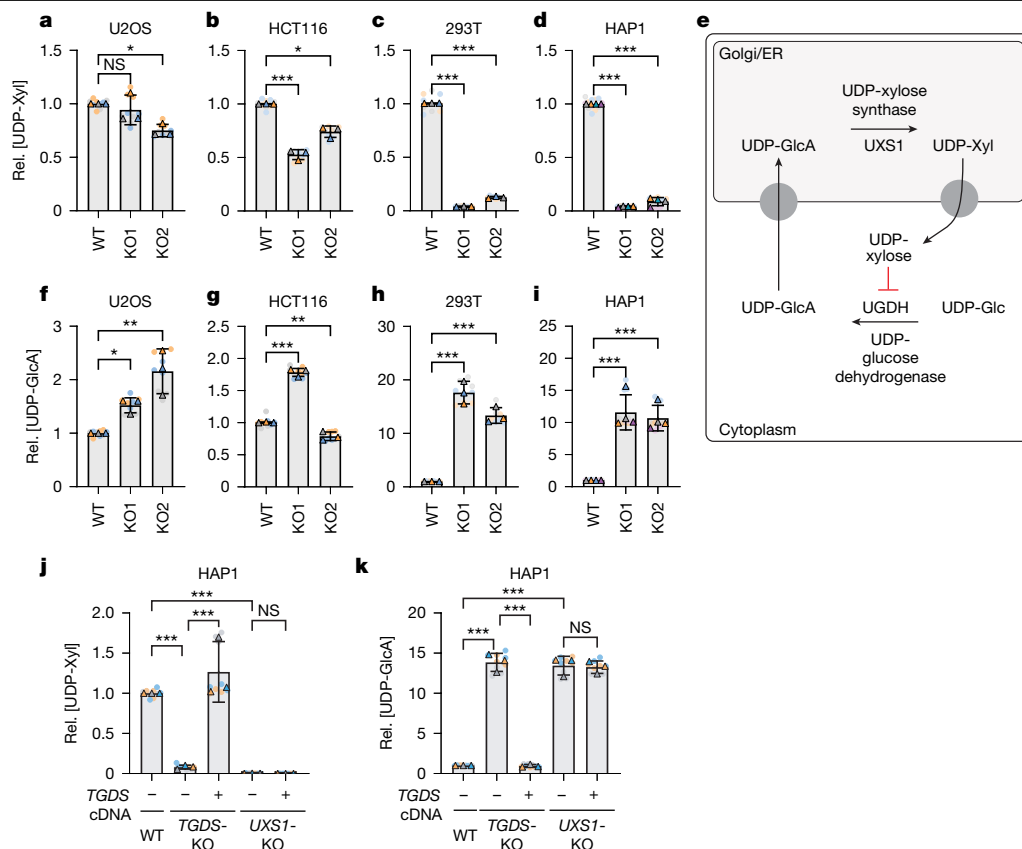 a
U2OS
Rel. [UDP-Xyl]
1.5
1.0
0.5
0
NS
*
WT
KO1
KO2
b
HCT116
1.5
1.0
0.5
0
***
*
WT
KO1
KO2
c
293T
1.5
1.0
0.5
0
***
***
WT
KO1
KO2
d
HAP1
1.5
1.0
0.5
0
***
***
WT
KO1
KO2
e
Golgi/ER
UDP-xylose
synthase
UDP-GlcA
UXS1
UDP-Xyl
UDP-
xylose
UDP-GlcA
UGDH
UDP-Glc
UDP-
glucose
dehydrogenase
Cytoplasm
f
U2OS
Rel. [UDP-GlcA]
3
2
1
0
**
*
WT
KO1
KO2
g
HCT116
2.5
2.0
1.5
1.0
0.5
0
**
***
WT
KO1
KO2
h
293T
30
20
10
0
***
***
WT
KO1
KO2
i
HAP1
25
20
15
10
5
0
***
***
WT
KO1
KO2
j
HAP1
Rel. [UDP-Xyl]
2.0
1.5
1.0
0.5
0
***
***
***
NS
TGDS
cDNA
− − + − +
WT
TGDS-
KO
UXS1-
KO
k
HAP1
Rel. [UDP-GlcA]
20
15
10
5
0
***
***
***
NS
TGDS
cDNA
− − + − +
WT
TGDS-
KO
UXS1-
KO